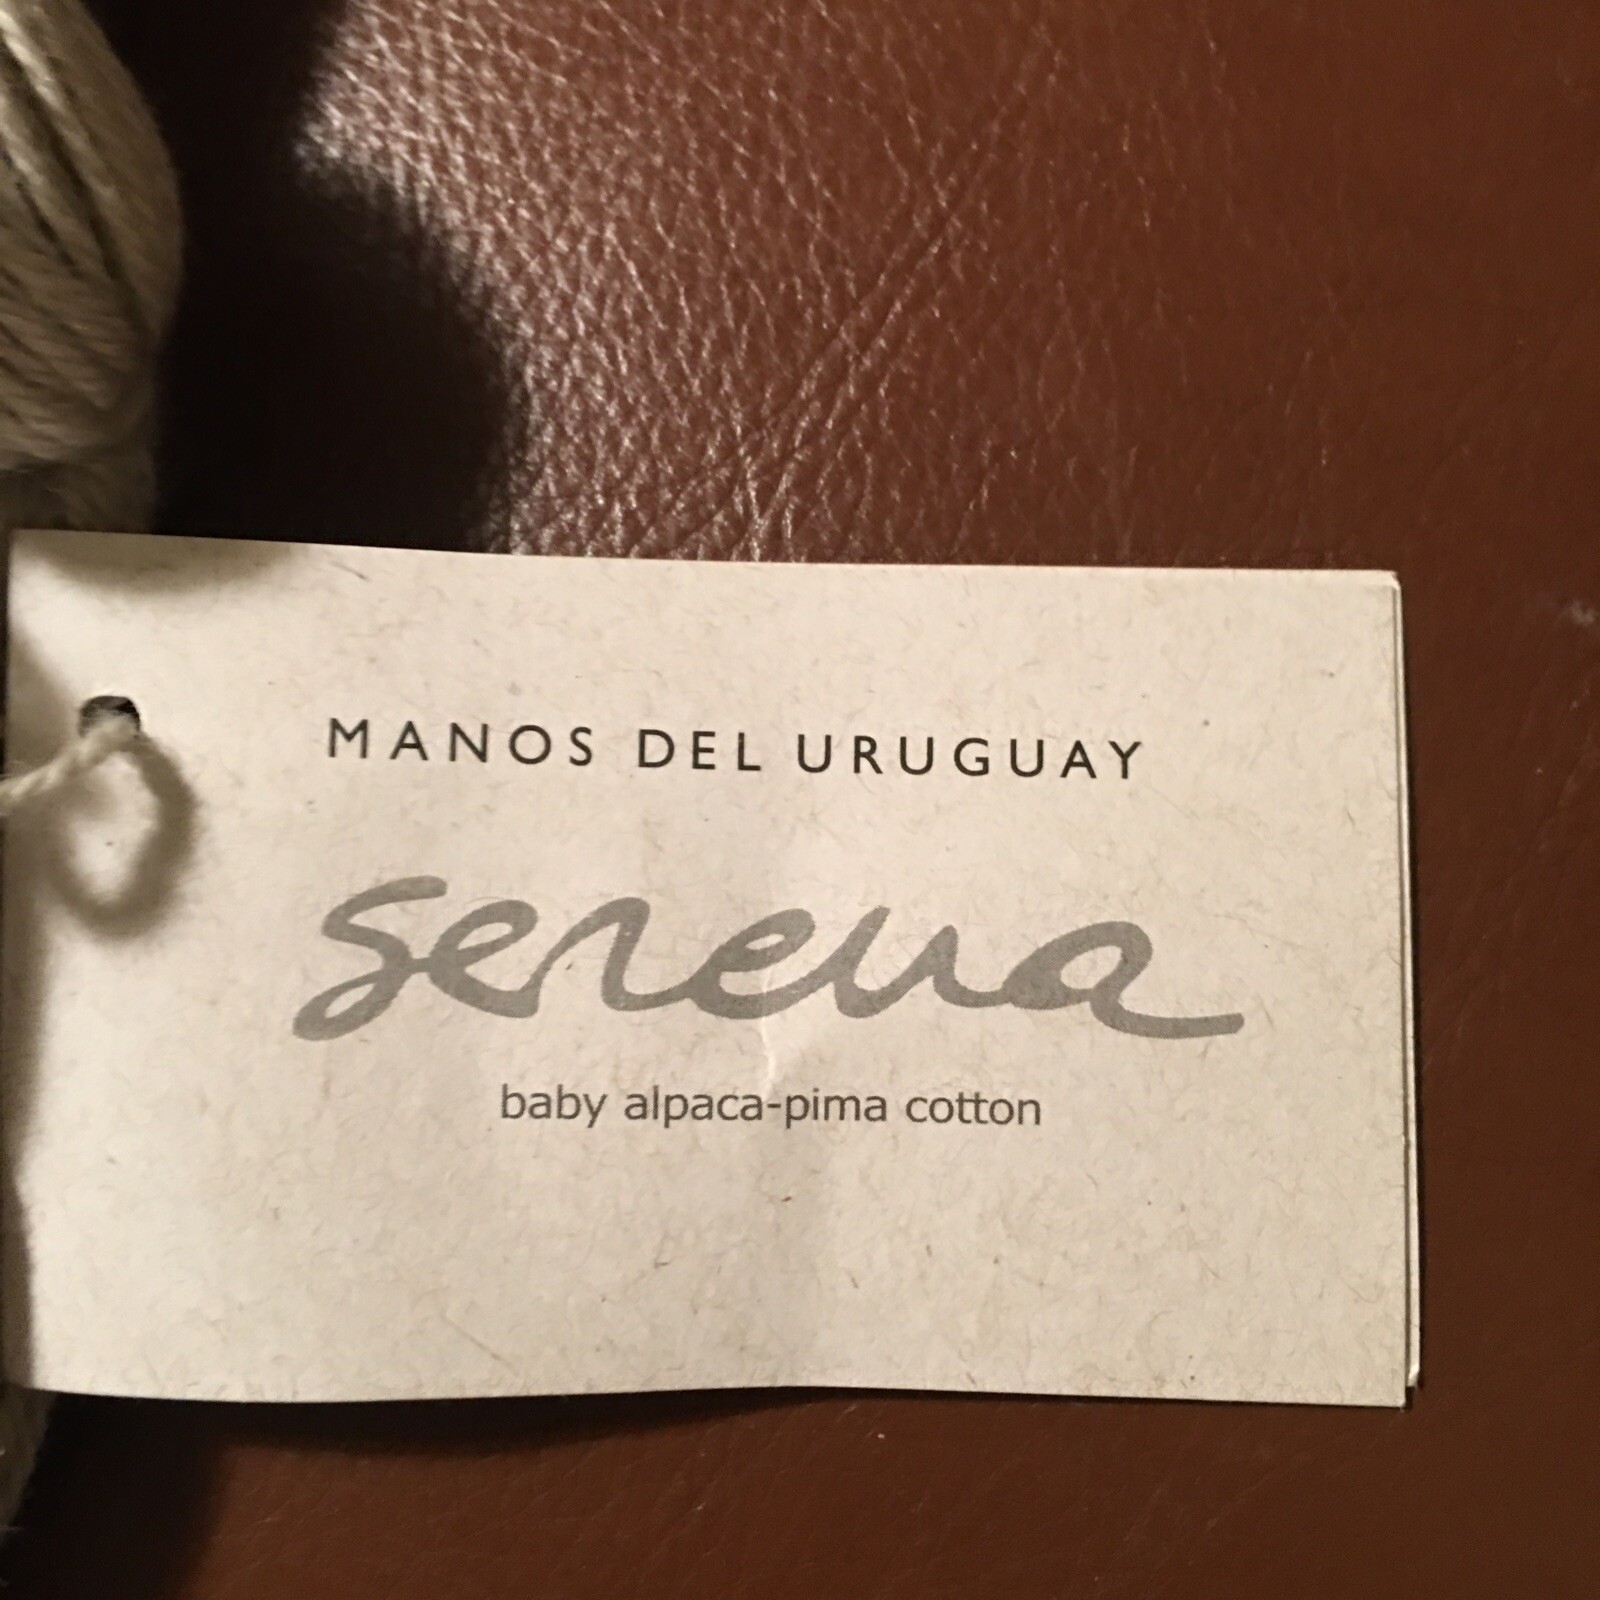 MANOS DEL URUGUAY
serena
baby alpaca-pima cotton